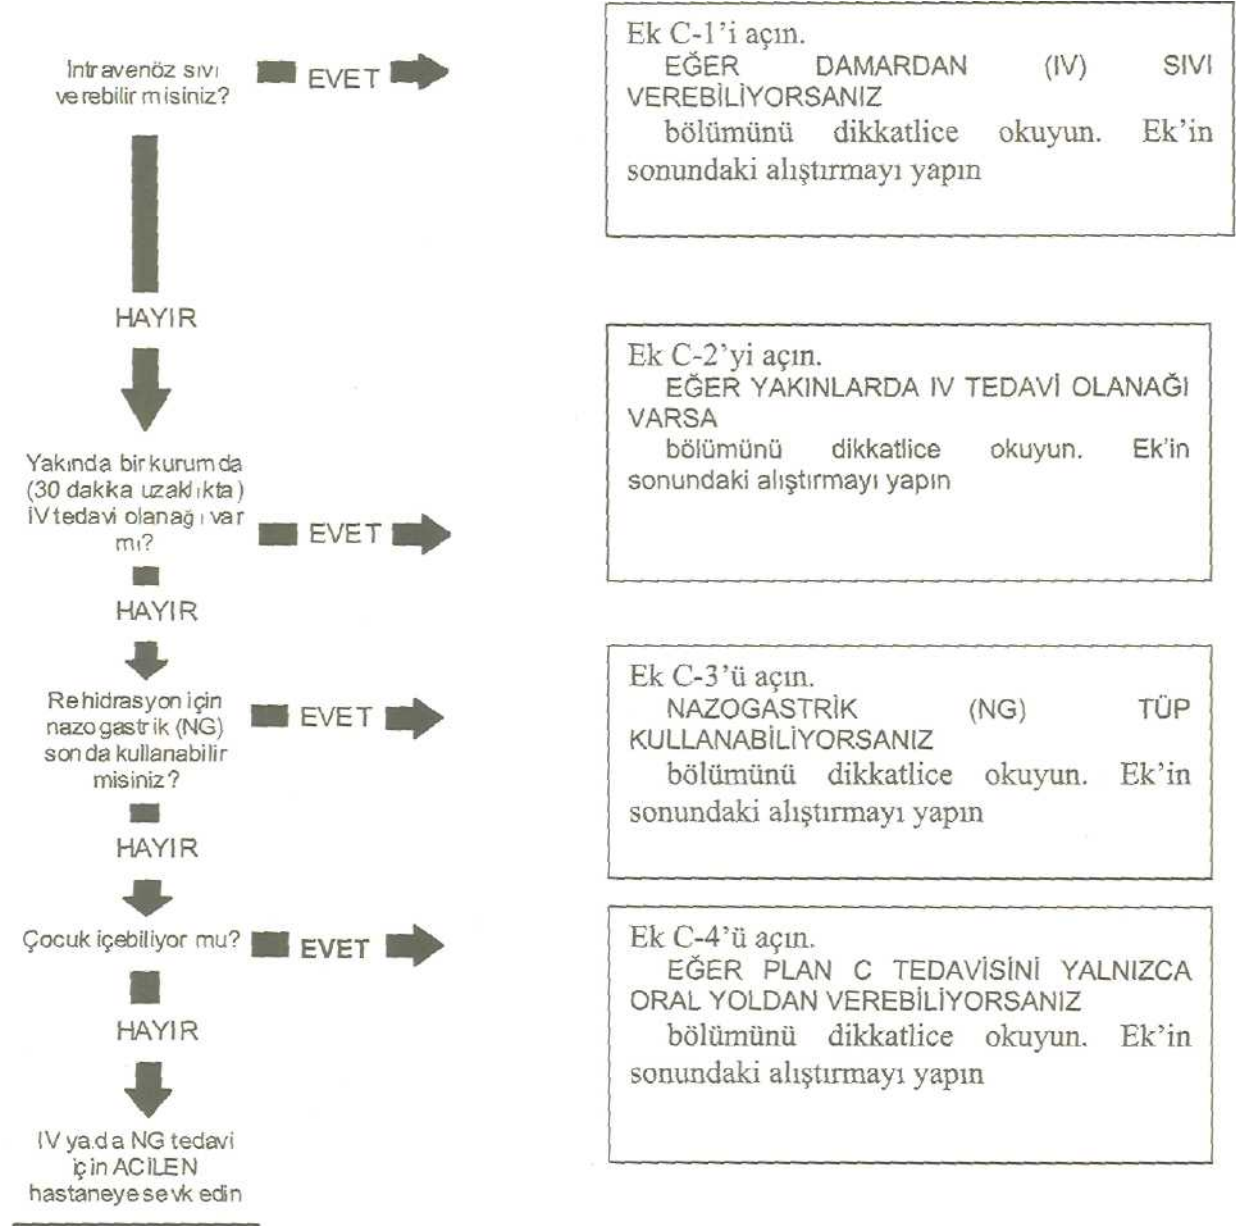 İntravenöz sıvı
verebilir misiniz?
EVET
Ek C-1'i açın.
EĞER DAMARDAN (IV) SIVI
VEREBİLİYORSANIZ
bölümünü dikkatlice okuyun. Ek'in
sonundaki alıştırmayı yapın
HAYIR
Yakında bir kurumda
(30 dakika uzaklıkta)
IV tedavi olanağı var
mı?
EVET
Ek C-2'yi açın.
EĞER YAKINLARDA IV TEDAVİ OLANAĞI
VARSA
bölümünü dikkatlice okuyun. Ek'in
sonundaki alıştırmayı yapın
HAYIR
Rehidrasyon için
nazogastrik (NG)
sonda kullanabilir
misiniz?
EVET
Ek C-3'ü açın.
NAZOGASTRİK (NG) TÜP
KULLANABİLİYORSANIZ
bölümünü dikkatlice okuyun. Ek'in
sonundaki alıştırmayı yapın
HAYIR
Çocuk içebiliyor mu?
EVET
Ek C-4'ü açın.
EĞER PLAN C TEDAVİSİNİ YALNIZCA
ORAL YOLDAN VEREBİLİYORSANIZ
bölümünü dikkatlice okuyun. Ek'in
sonundaki alıştırmayı yapın
HAYIR
IV ya.da NG tedavi
için ACİLEN
hastaneye sevk edin